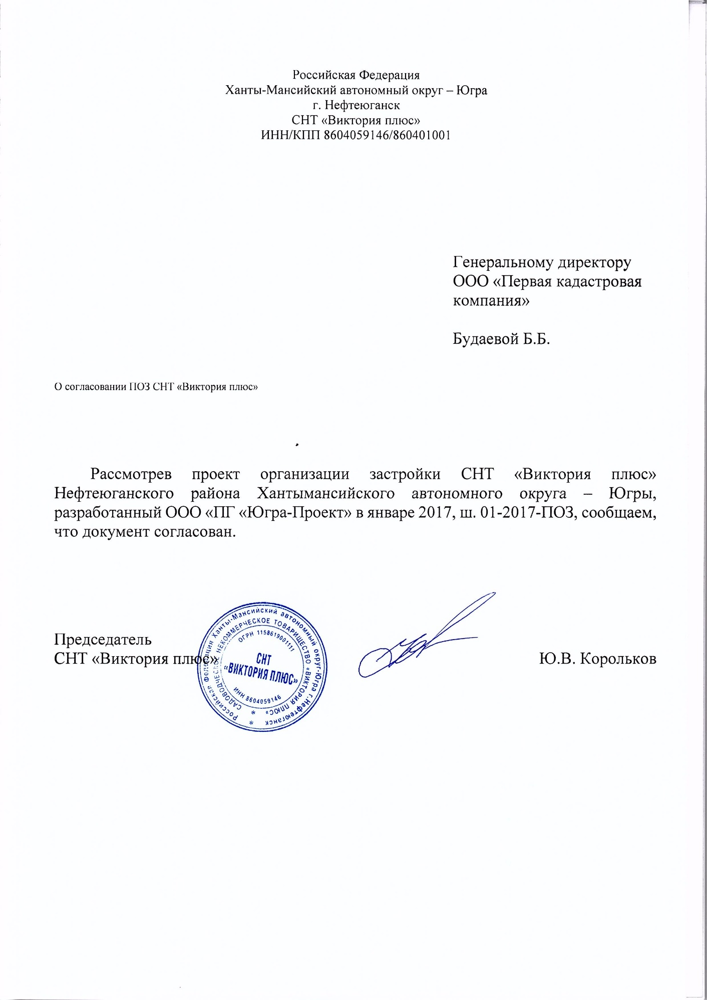 Российская Федерация
Ханты-Мансийский автономный округ – Югра
г. Нефтеюганск
СНТ «Виктория плюс»
ИНН/КПП 8604059146/860401001
Генеральному директору
ООО «Первая кадастровая
компания»
Будаевой Б.Б.
О согласовании ПОЗ СНТ «Виктория плюс»
Рассмотрев проект организации застройки СНТ «Виктория плюс»
Нефтеюганского района Хантымансийского автономного округа – Югры,
разработанный ООО «ПГ «Югра-Проект» в январе 2017, ш. 01-2017-ПОЗ, сообщаем,
что документ согласован.
Председатель
СНТ «Виктория плюс»
Ю.В. Корольков
Российская Федерация Ханты-Мансийский автономный округ-Югра г.Нефтеюганск *
САДОВОДЧЕСКОЕ НЕКОММЕРЧЕСКОЕ ТОВАРИЩЕСТВО «ВИКТОРИЯ ПЛЮС» *
ОГРН 1158619001111
СНТ
«ВИКТОРИЯ ПЛЮС»
ИНН 8604059146